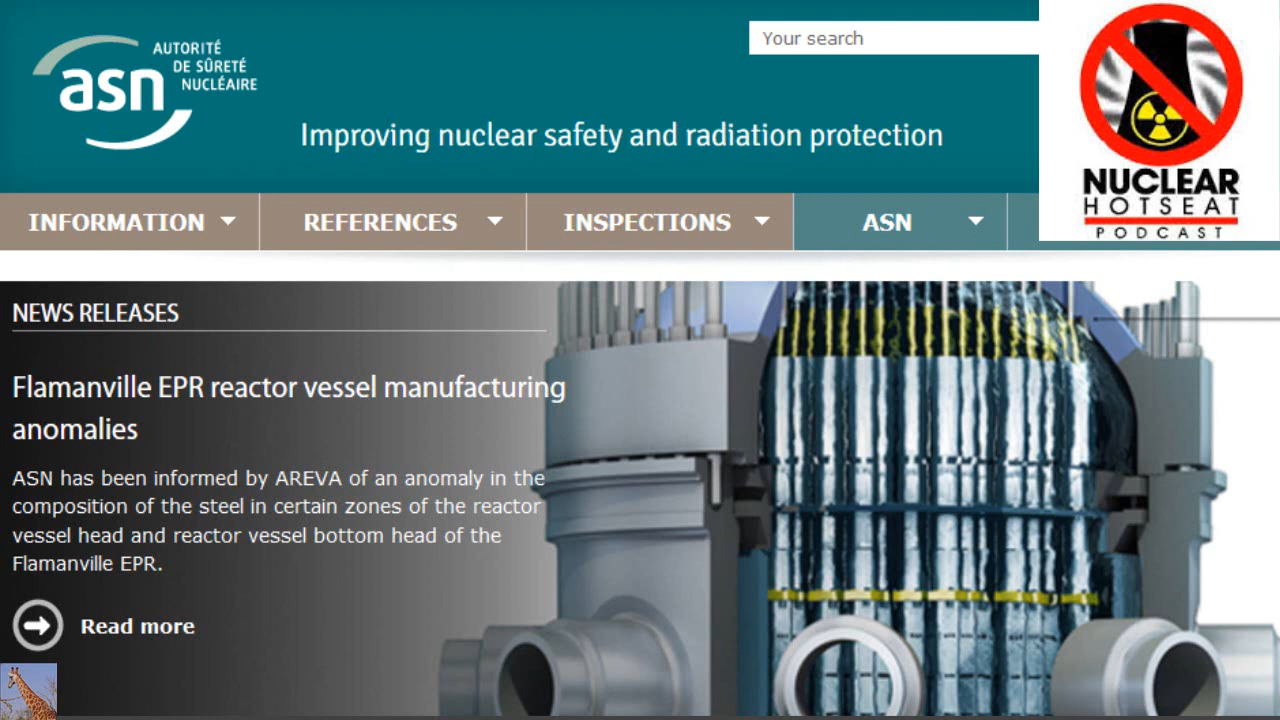 AUTORITÉ
DE SÛRETÉ
NUCLÉAIRE
asn
Your search
Improving nuclear safety and radiation protection
NUCLEAR
HOTSEAT
PODCAST
INFORMATION
REFERENCES
INSPECTIONS
ASN
NEWS RELEASES
Flamanville EPR reactor vessel manufacturing
anomalies
ASN has been informed by AREVA of an anomaly in the
composition of the steel in certain zones of the reactor
vessel head and reactor vessel bottom head of the
Flamanville EPR.
Read more